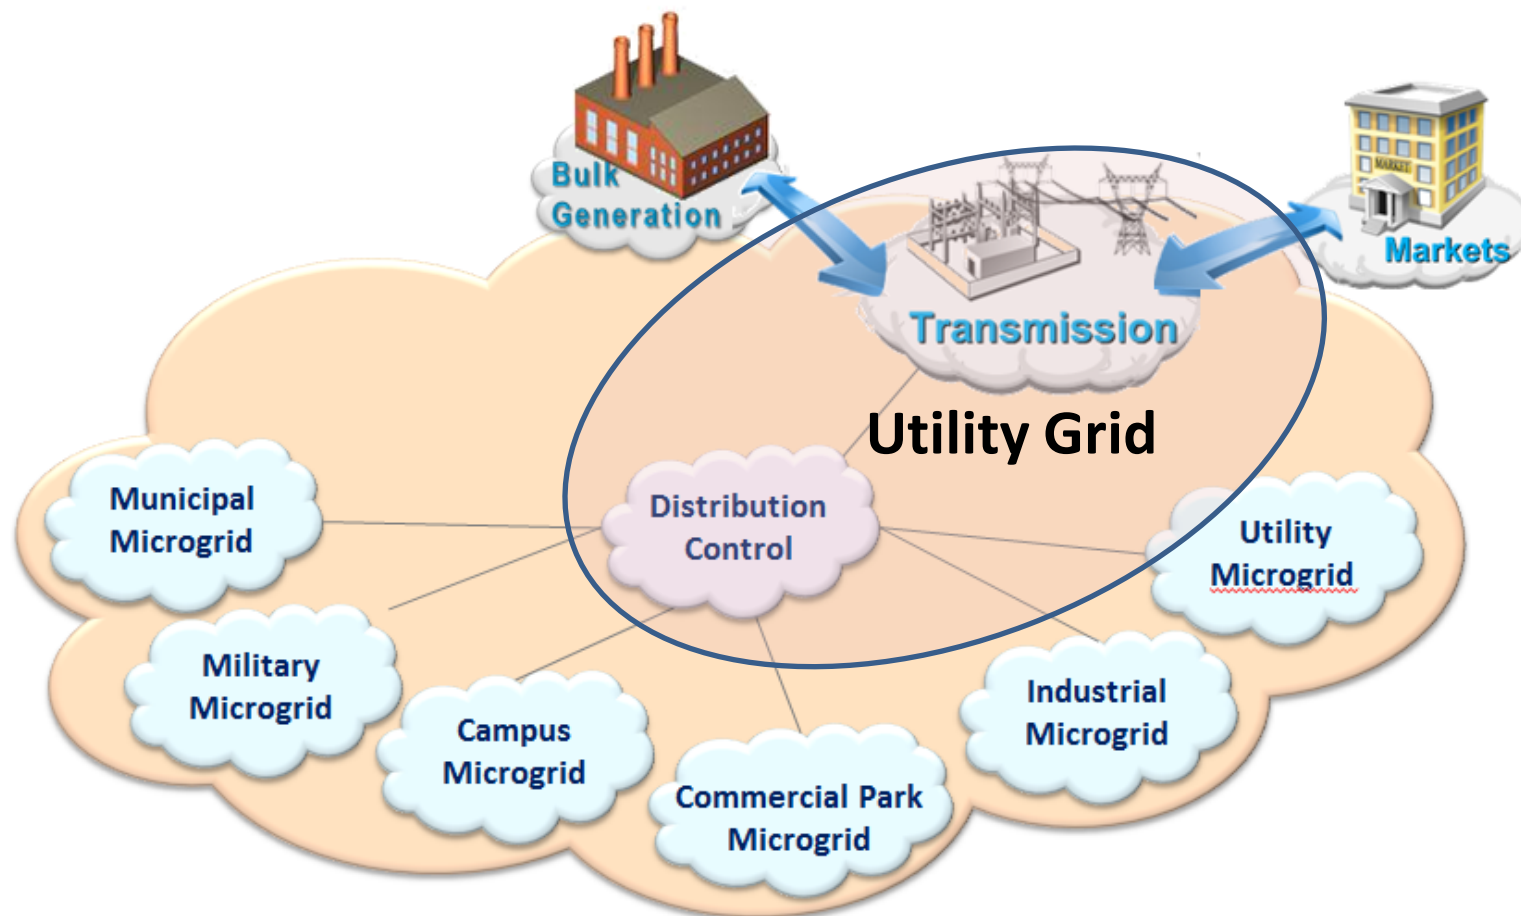 Bulk
Generation
MARKET
Markets
Transmission
Utility Grid
Distribution
Control
Municipal
Microgrid
Utility
Microgrid
Military
Microgrid
Campus
Microgrid
Industrial
Microgrid
Commercial Park
Microgrid